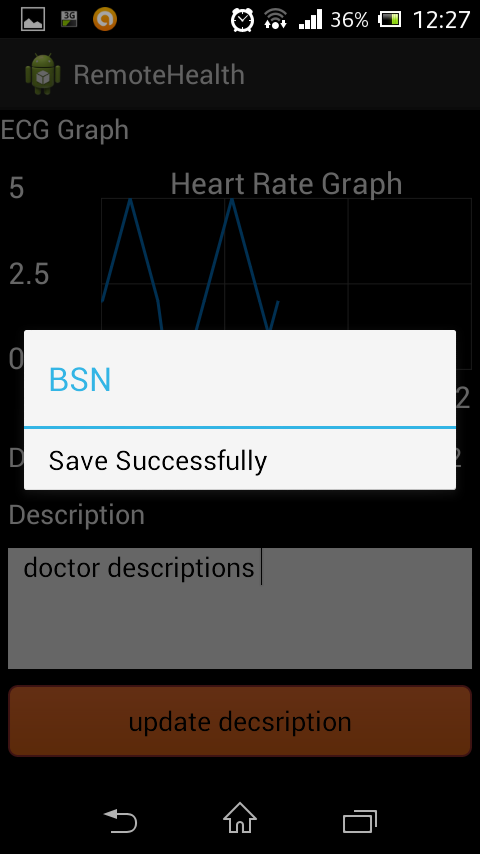 3G
36%
12:27
RemoteHealth
ECG Graph
Heart Rate Graph
5
2.5
0
2
BSN
D
2
Save Successfully
Description
doctor descriptions
update decsription